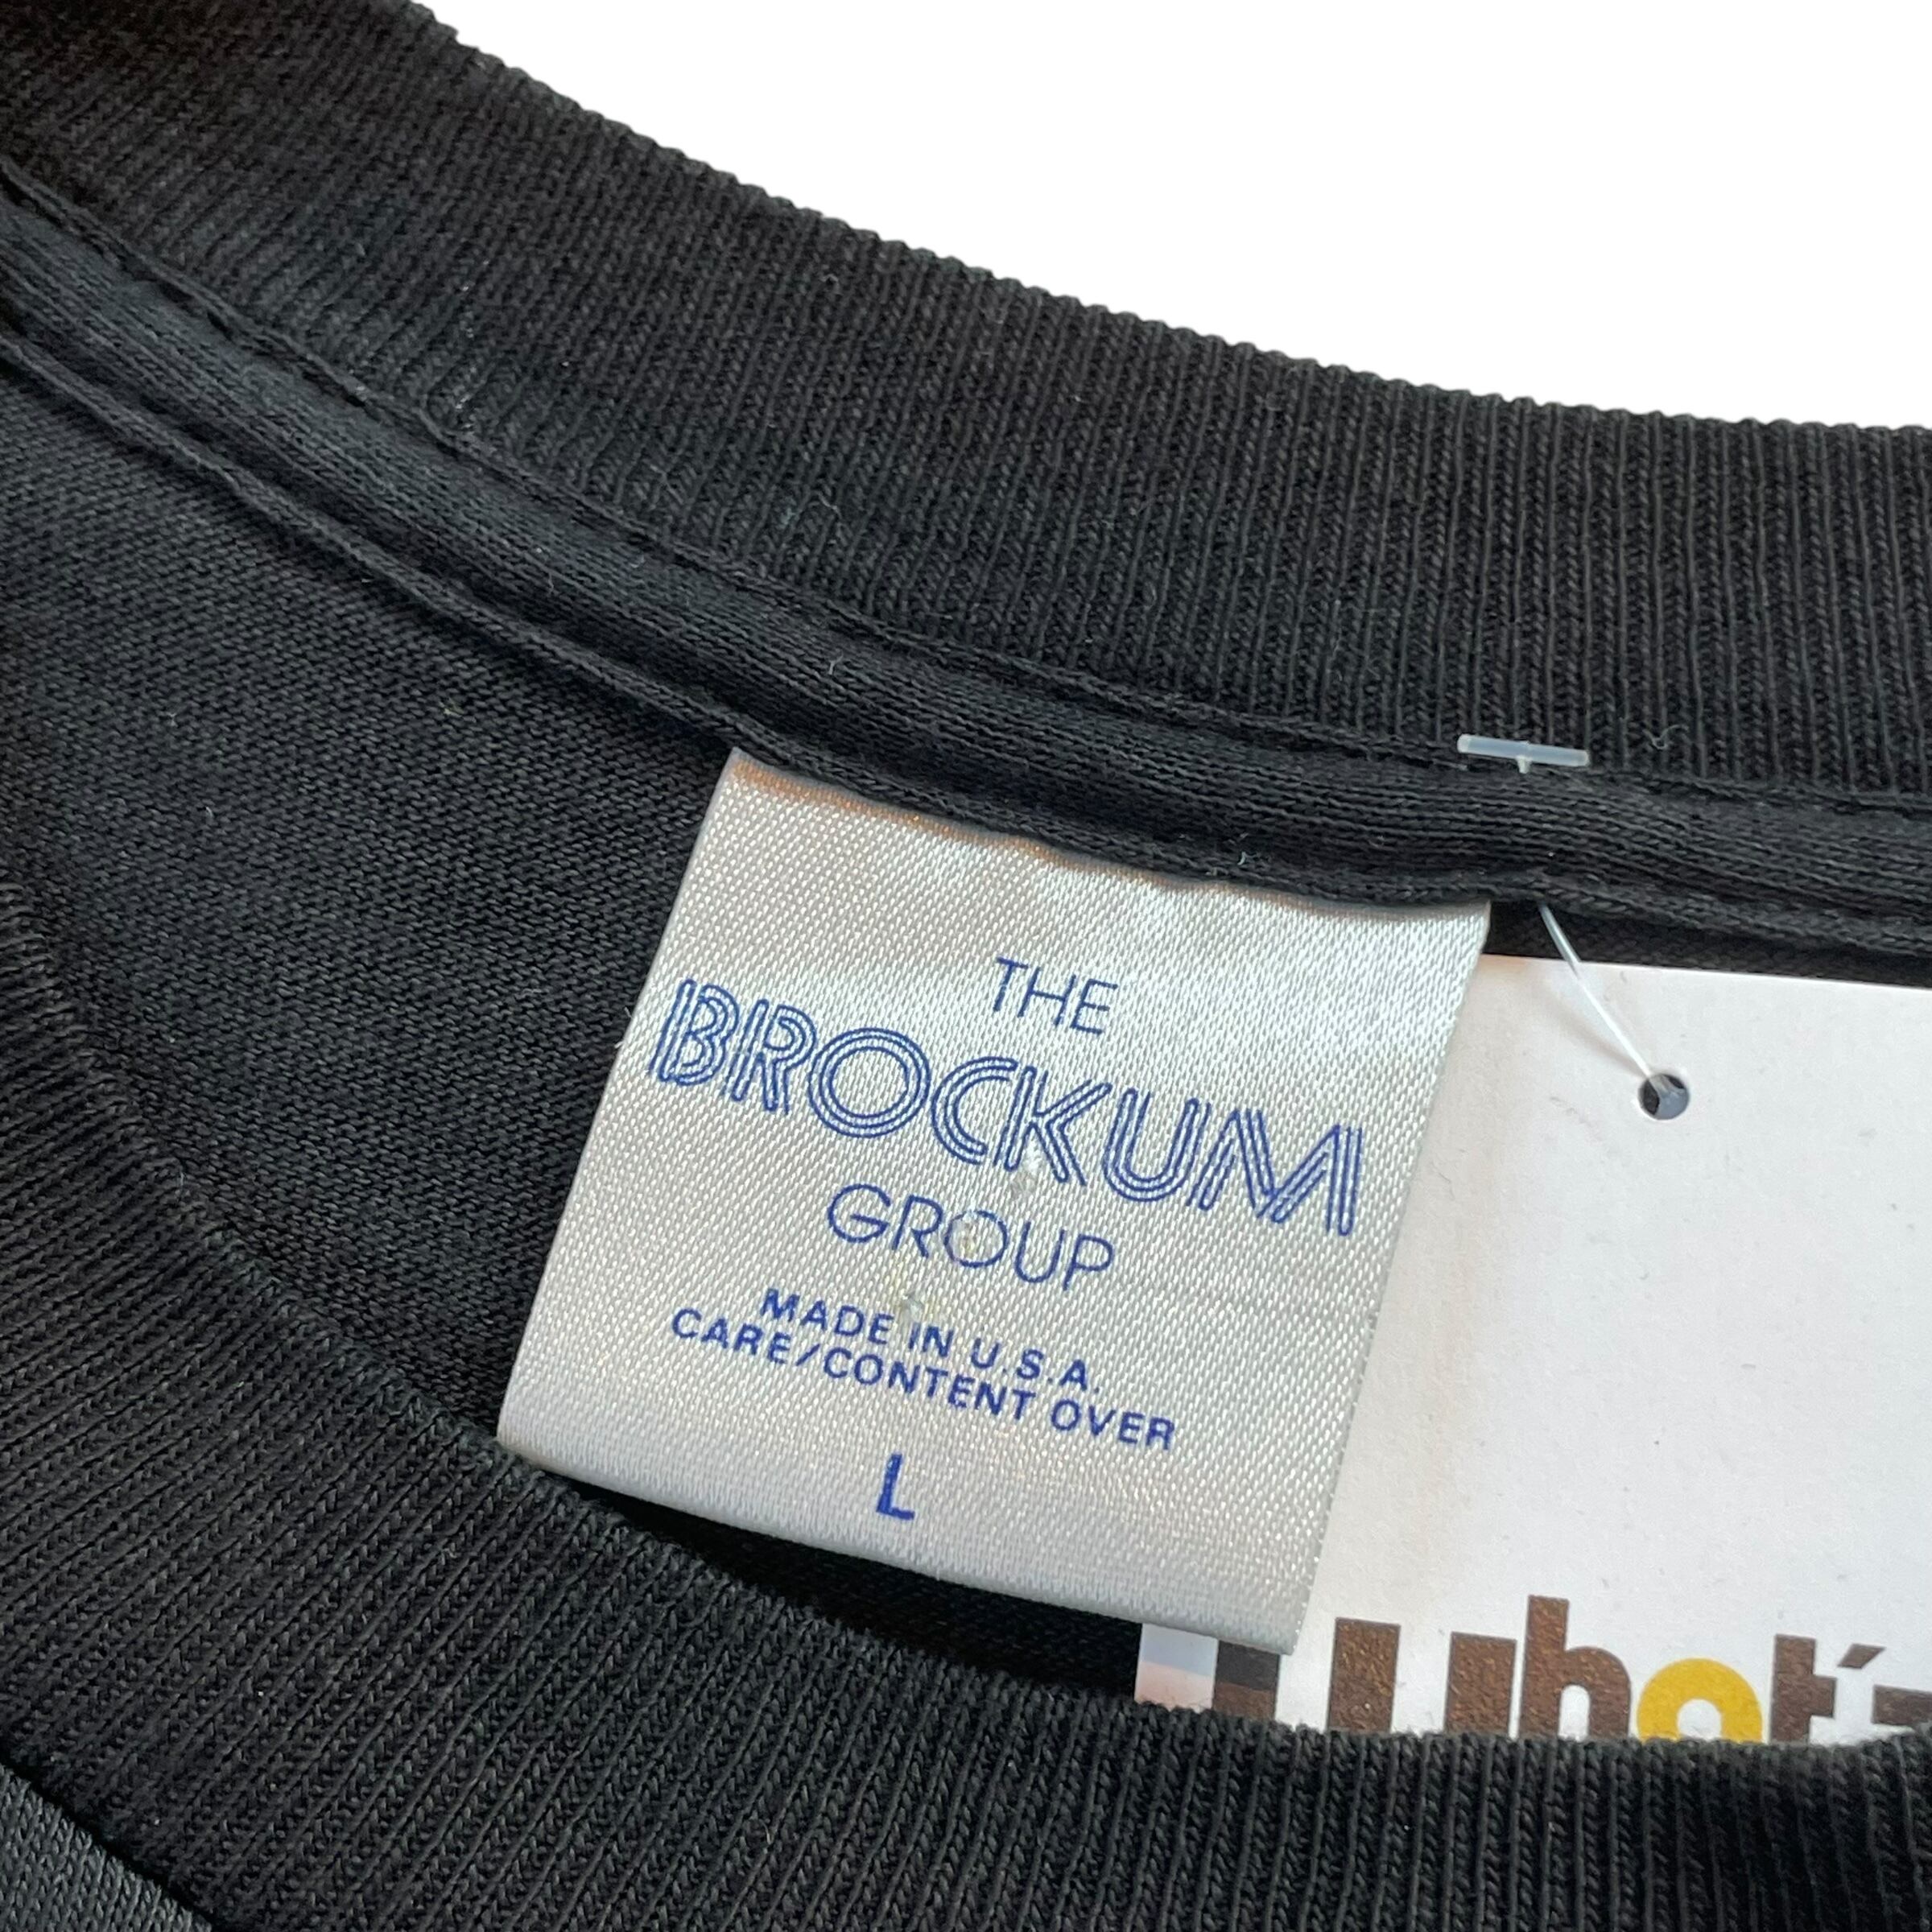 THE
BROCKUM
GROUP
MADE IN U.S.A.
CARE/CONTENT OVER
L